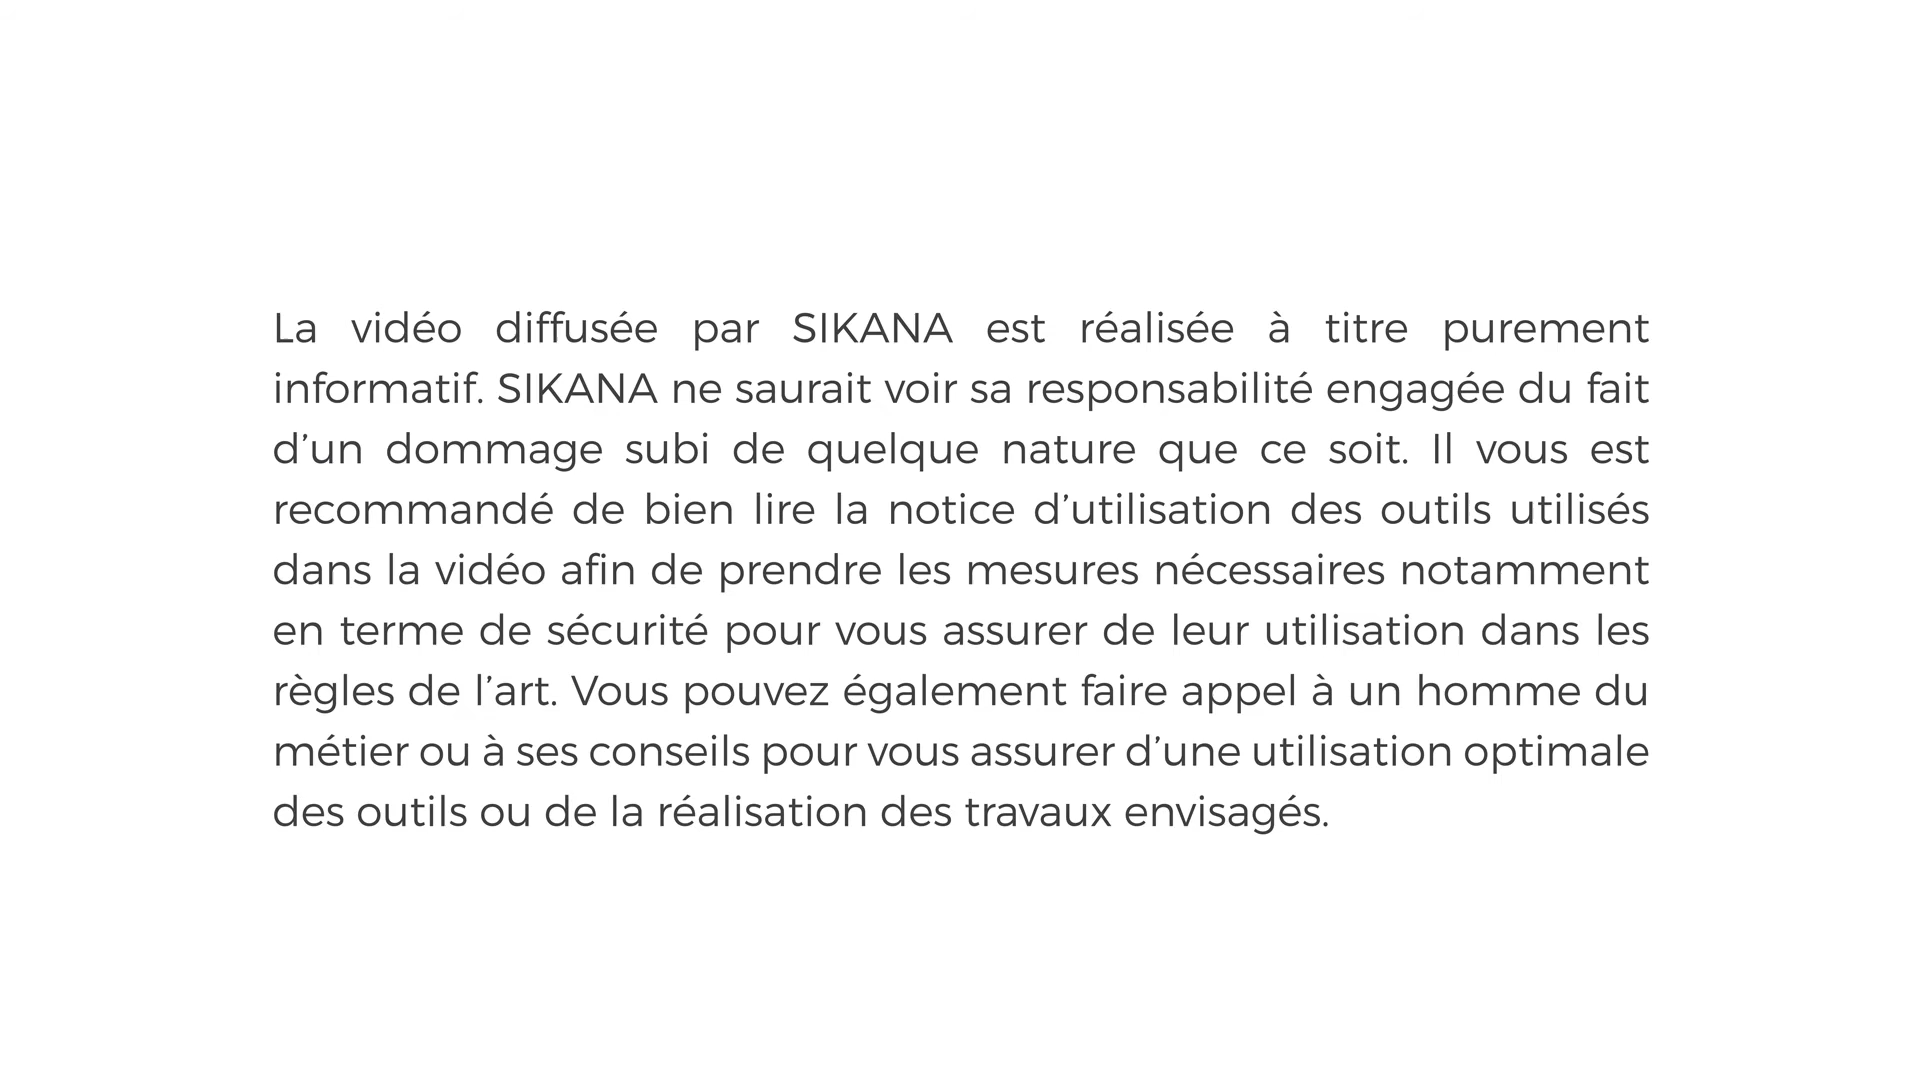 La vidéo diffusée par SIKANA est réalisée à titre purement
informatif. SIKANA ne saurait voir sa responsabilité engagée du fait
d’un dommage subi de quelque nature que ce soit. Il vous est
recommandé de bien lire la notice d’utilisation des outils utilisés
dans la vidéo afin de prendre les mesures nécessaires notamment
en terme de sécurité pour vous assurer de leur utilisation dans les
règles de l’art. Vous pouvez également faire appel à un homme du
métier ou à ses conseils pour vous assurer d’une utilisation optimale
des outils ou de la réalisation des travaux envisagés.